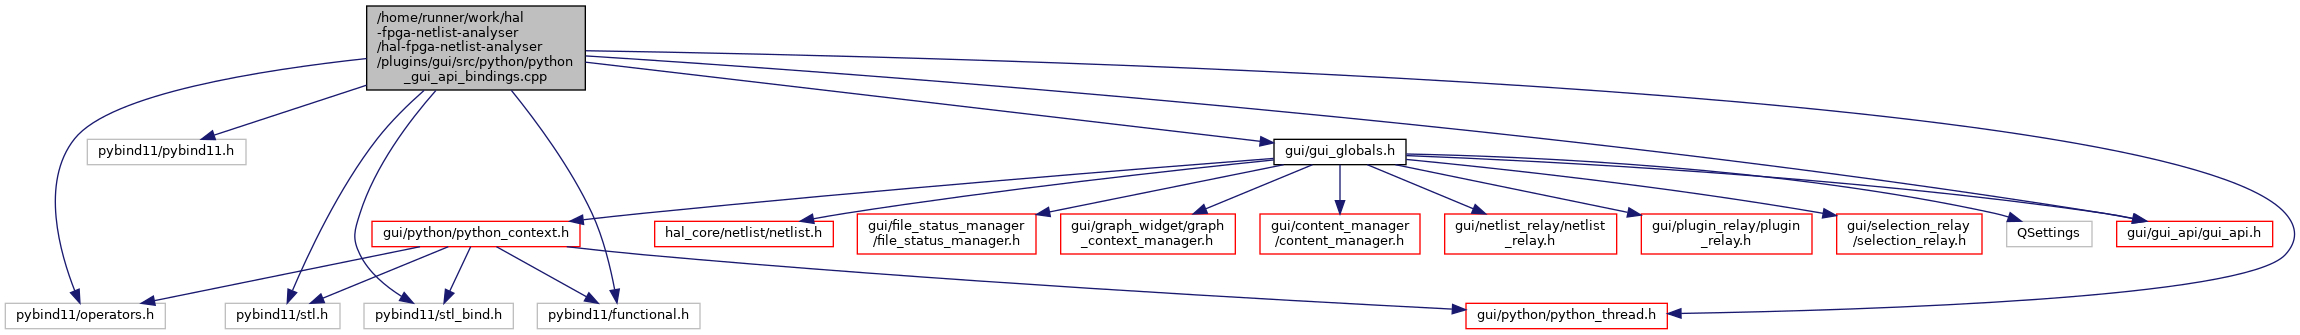 /home/runner/work/hal
-fpga-netlist-analyser
/hal-fpga-netlist-analyser
/plugins/gui/src/python/python
_gui_api_bindings.cpp
pybind11/pybind11.h
gui/gui_globals.h
gui/python/python_context.h
hal_core/netlist/netlist.h
gui/file_status_manager
/file_status_manager.h
gui/graph_widget/graph
_context_manager.h
gui/content_manager
/content_manager.h
gui/netlist_relay/netlist
_relay.h
gui/plugin_relay/plugin
_relay.h
gui/selection_relay
/selection_relay.h
QSettings
gui/gui_api/gui_api.h
pybind11/operators.h
pybind11/stl.h
pybind11/stl_bind.h
pybind11/functional.h
gui/python/python_thread.h